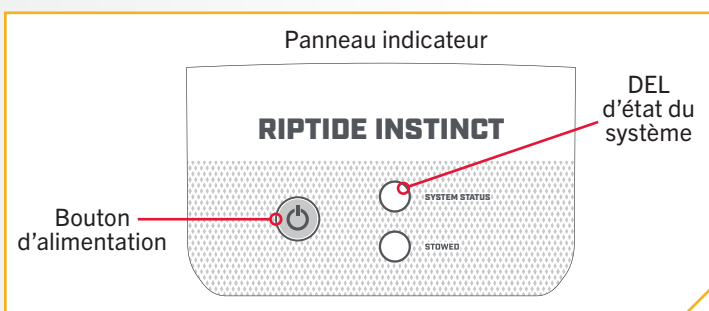 Panneau indicateur
DEL
d'état du
système
RIPTIDE INSTINCT
SYSTEM STATUS
Bouton
d'alimentation
STOWED